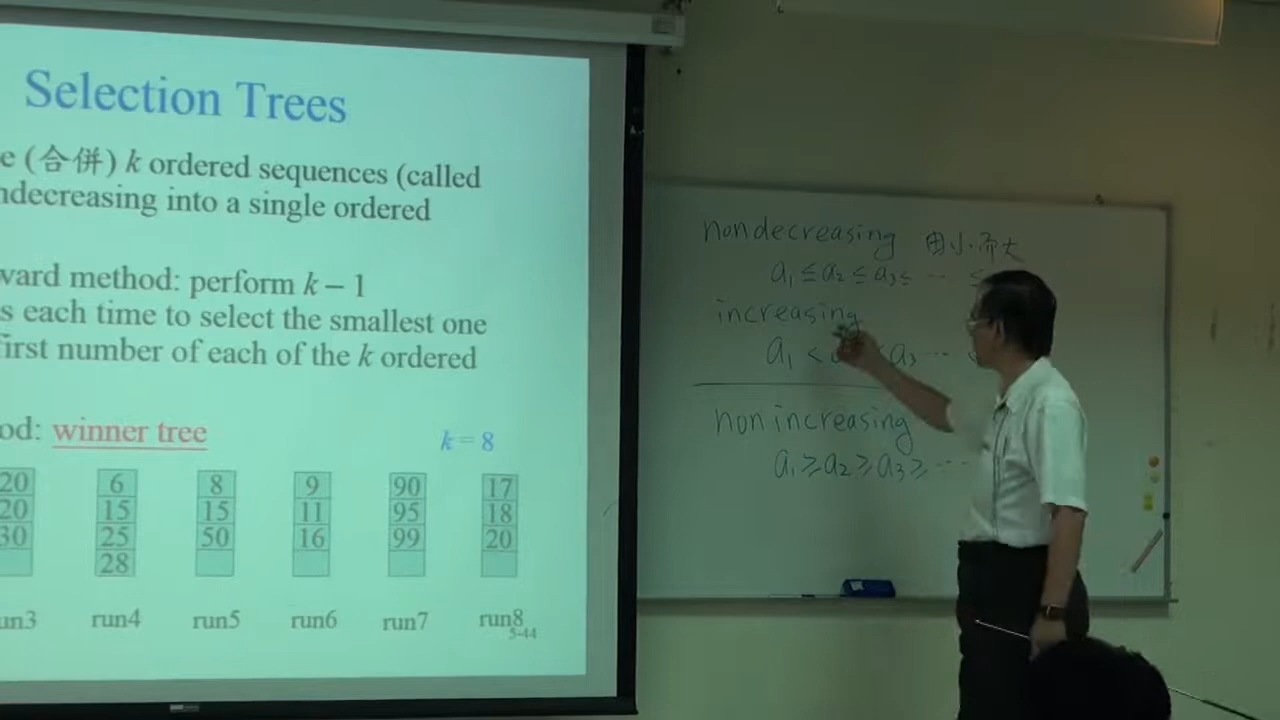 Selection Trees
e (合併) k ordered sequences (called
ndecreasing into a single ordered
ward method: perform k – 1
s each time to select the smallest one
first number of each of the k ordered
od: winner tree
k = 8
20 6 8 9 90 17
20 15 15 11 95 18
30 25 50 16 99 20
28
un3 run4 run5 run6 run7 run8
5-44
nondecreasing 由小而大
a₁ ≤ a₂ ≤ a₃ ≤ ... ≤
increasing
a₁ < a₃ ...
nonincreasing
a₁ ≥ a₂ ≥ a₃ ≥ ...